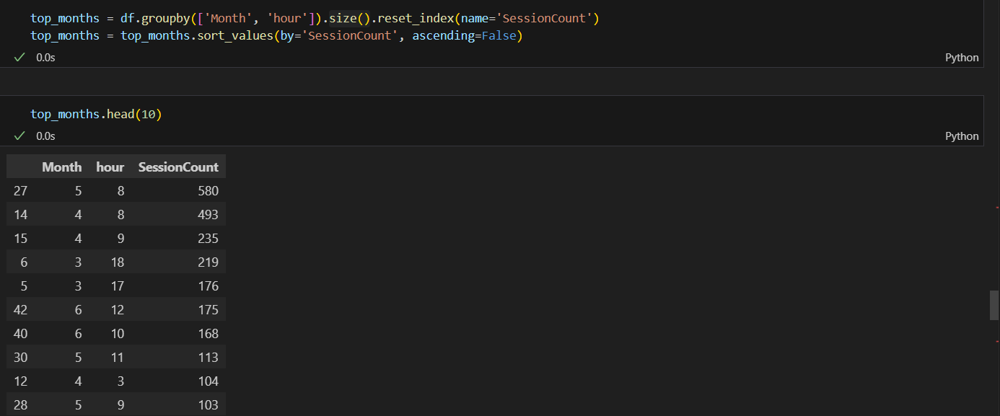 top_months = df.groupby(['Month', 'hour']).size().reset_index(name='SessionCount')
top_months = top_months.sort_values(by='SessionCount', ascending=False)
0.0s Python
top_months.head(10)
0.0s Python
Month hour SessionCount
27 5 8 580
14 4 8 493
15 4 9 235
6 3 18 219
5 3 17 176
42 6 12 175
40 6 10 168
30 5 11 113
12 4 3 104
28 5 9 103